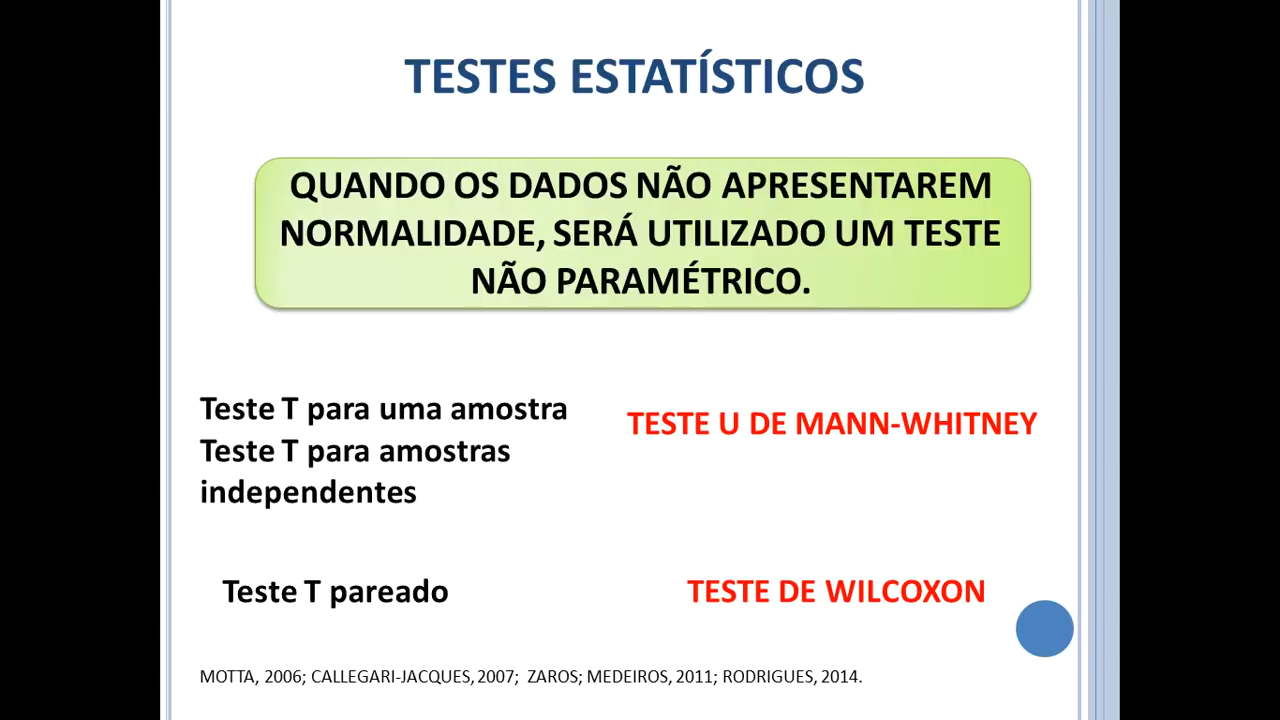 TESTES ESTATÍSTICOS
QUANDO OS DADOS NÃO APRESENTAREM
NORMALIDADE, SERÁ UTILIZADO UM TESTE
NÃO PARAMÉTRICO.
Teste T para uma amostra
Teste T para amostras
independentes
TESTE U DE MANN-WHITNEY
Teste T pareado
TESTE DE WILCOXON
MOTTA, 2006; CALLEGARI-JACQUES, 2007; ZAROS; MEDEIROS, 2011; RODRIGUES, 2014.